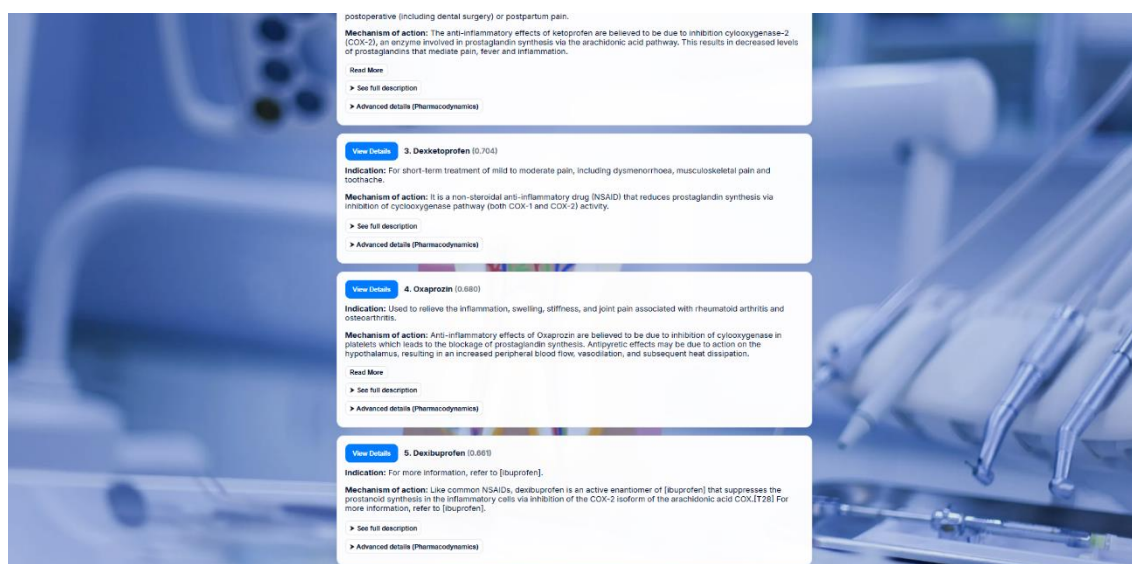 postoperative (including dental surgery) or postpartum pain.
Mechanism of action: The anti-inflammatory effects of ketoprofen are believed to be due to inhibition cylooxygenase-2
(COX-2), an enzyme involved in prostaglandin synthesis via the arachidonic acid pathway. This results in decreased levels
of prostaglandins that mediate pain, fever and inflammation.
Read More
➤ See full description
➤ Advanced details (Pharmacodynamics)
View Details 3. Dexketoprofen (0.704)
Indication: For short-term treatment of mild to moderate pain, including dysmenorrhoea, musculoskeletal pain and
toothache.
Mechanism of action: It is a non-steroidal anti-inflammatory drug (NSAID) that reduces prostaglandin synthesis via
inhibition of cyclooxygenase pathway (both COX-1 and COX-2) activity.
➤ See full description
➤ Advanced details (Pharmacodynamics)
View Details 4. Oxaprozin (0.680)
Indication: Used to relieve the inflammation, swelling, stiffness, and joint pain associated with rheumatoid arthritis and
osteoarthritis.
Mechanism of action: Anti-inflammatory effects of Oxaprozin are believed to be due to inhibition of cylooxygenase in
platelets which leads to the blockage of prostaglandin synthesis. Antipyretic effects may be due to action on the
hypothalamus, resulting in an increased peripheral blood flow, vasodilation, and subsequent heat dissipation.
Read More
➤ See full description
➤ Advanced details (Pharmacodynamics)
View Details 5. Dexibuprofen (0.661)
Indication: For more information, refer to [ibuprofen].
Mechanism of action: Like common NSAIDs, dexibuprofen is an active enantiomer of [ibuprofen] that suppresses the
prostanoid synthesis in the inflammatory cells via inhibition of the COX-2 isoform of the arachidonic acid COX.[T28] For
more information, refer to [ibuprofen].
➤ See full description
➤ Advanced details (Pharmacodynamics)